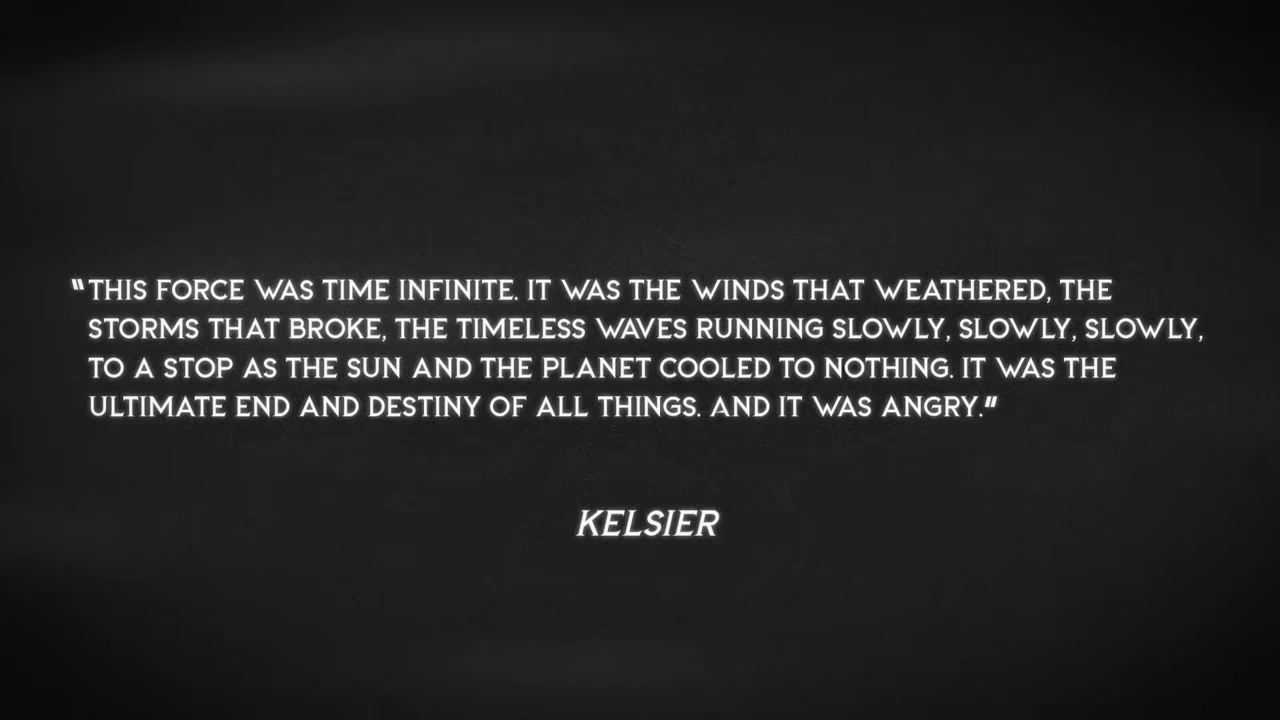 "THIS FORCE WAS TIME INFINITE. IT WAS THE WINDS THAT WEATHERED, THE
STORMS THAT BROKE, THE TIMELESS WAVES RUNNING SLOWLY, SLOWLY, SLOWLY,
TO A STOP AS THE SUN AND THE PLANET COOLED TO NOTHING. IT WAS THE
ULTIMATE END AND DESTINY OF ALL THINGS. AND IT WAS ANGRY."
KELSIER